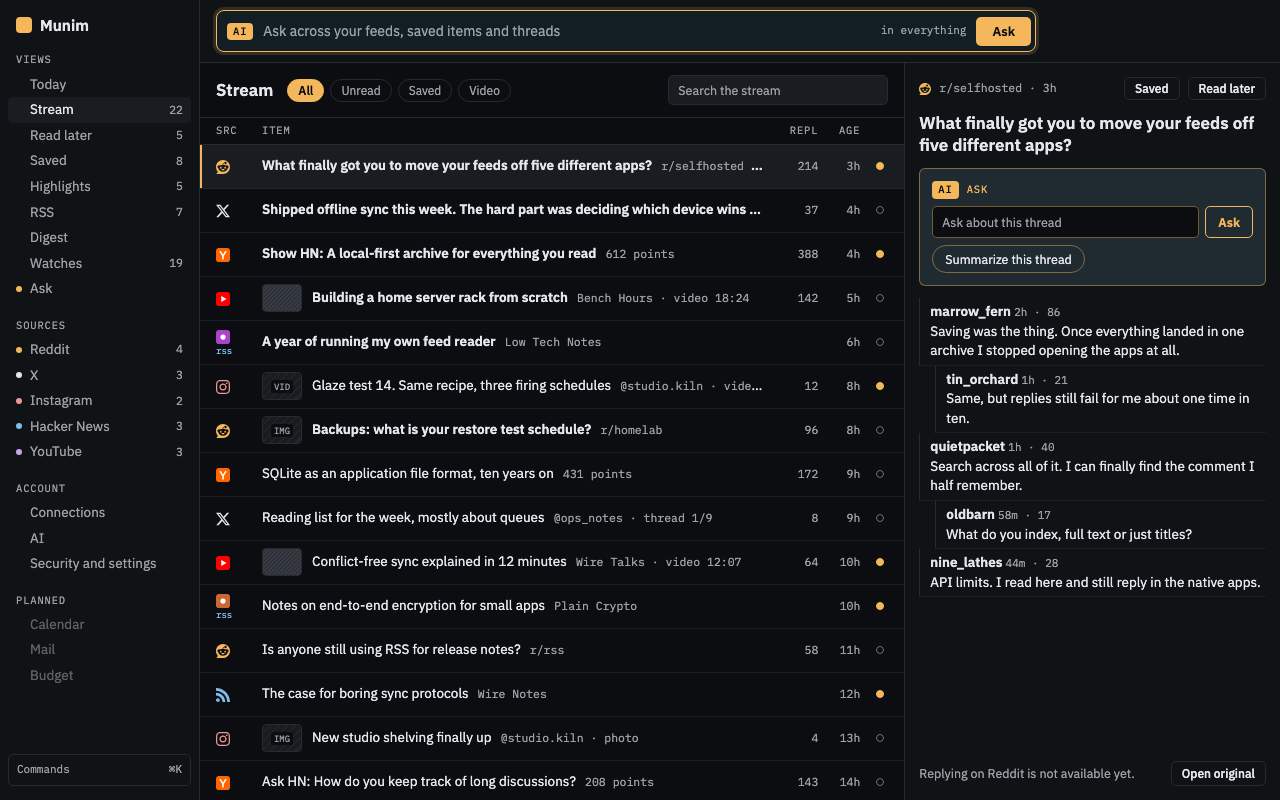 Munim
VIEWS
Today
Stream 22
Read later 5
Saved 8
Highlights 5
RSS 7
Digest
Watches 19
Ask
SOURCES
Reddit 4
X 3
Instagram 2
Hacker News 3
YouTube 3
ACCOUNT
Connections
AI
Security and settings
PLANNED
Calendar
Mail
Budget
Commands ⌘K
AI Ask across your feeds, saved items and threads in everything Ask
Stream All Unread Saved Video Search the stream
SRC ITEM REPL AGE
What finally got you to move your feeds off five different apps? r/selfhosted ... 214 3h
Shipped offline sync this week. The hard part was deciding which device wins ... 37 4h
Show HN: A local-first archive for everything you read 612 points 388 4h
Building a home server rack from scratch Bench Hours · video 18:24 142 5h
rss A year of running my own feed reader Low Tech Notes 6h
VID Glaze test 14. Same recipe, three firing schedules @studio.kiln · vide... 12 8h
IMG Backups: what is your restore test schedule? r/homelab 96 8h
SQLite as an application file format, ten years on 431 points 172 9h
Reading list for the week, mostly about queues @ops_notes · thread 1/9 8 9h
Conflict-free sync explained in 12 minutes Wire Talks · video 12:07 64 10h
rss Notes on end-to-end encryption for small apps Plain Crypto 10h
Is anyone still using RSS for release notes? r/rss 58 11h
The case for boring sync protocols Wire Notes 12h
IMG New studio shelving finally up @studio.kiln · photo 4 13h
Ask HN: How do you keep track of long discussions? 208 points 143 14h
r/selfhosted · 3h Saved Read later
What finally got you to move your feeds off
five different apps?
AI ASK
Ask about this thread Ask
Summarize this thread
marrow_fern 2h · 86
Saving was the thing. Once everything landed in one
archive I stopped opening the apps at all.
tin_orchard 1h · 21
Same, but replies still fail for me about one time in
ten.
quietpacket 1h · 40
Search across all of it. I can finally find the comment I
half remember.
oldbarn 58m · 17
What do you index, full text or just titles?
nine_lathes 44m · 28
API limits. I read here and still reply in the native apps.
Replying on Reddit is not available yet. Open original